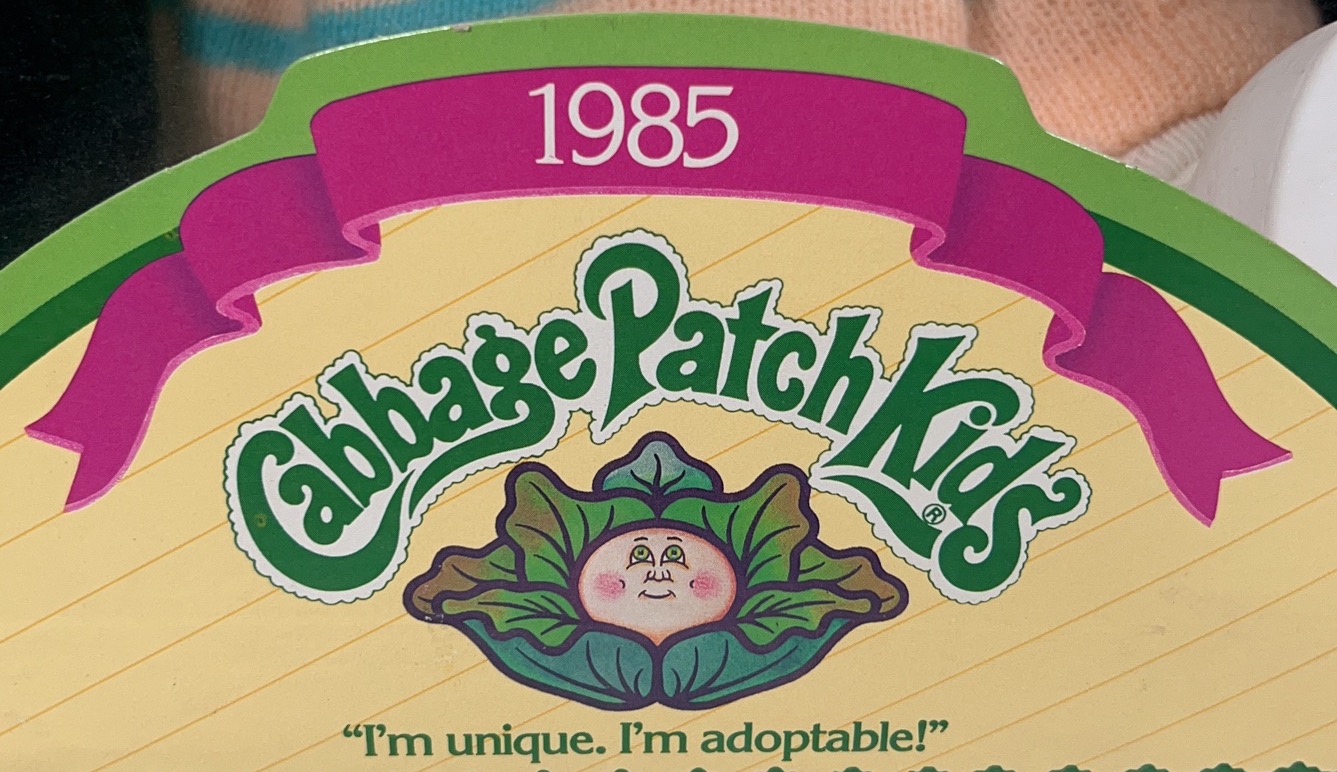 1985
Cabbage Patch Kids®
“I’m unique. I’m adoptable!”